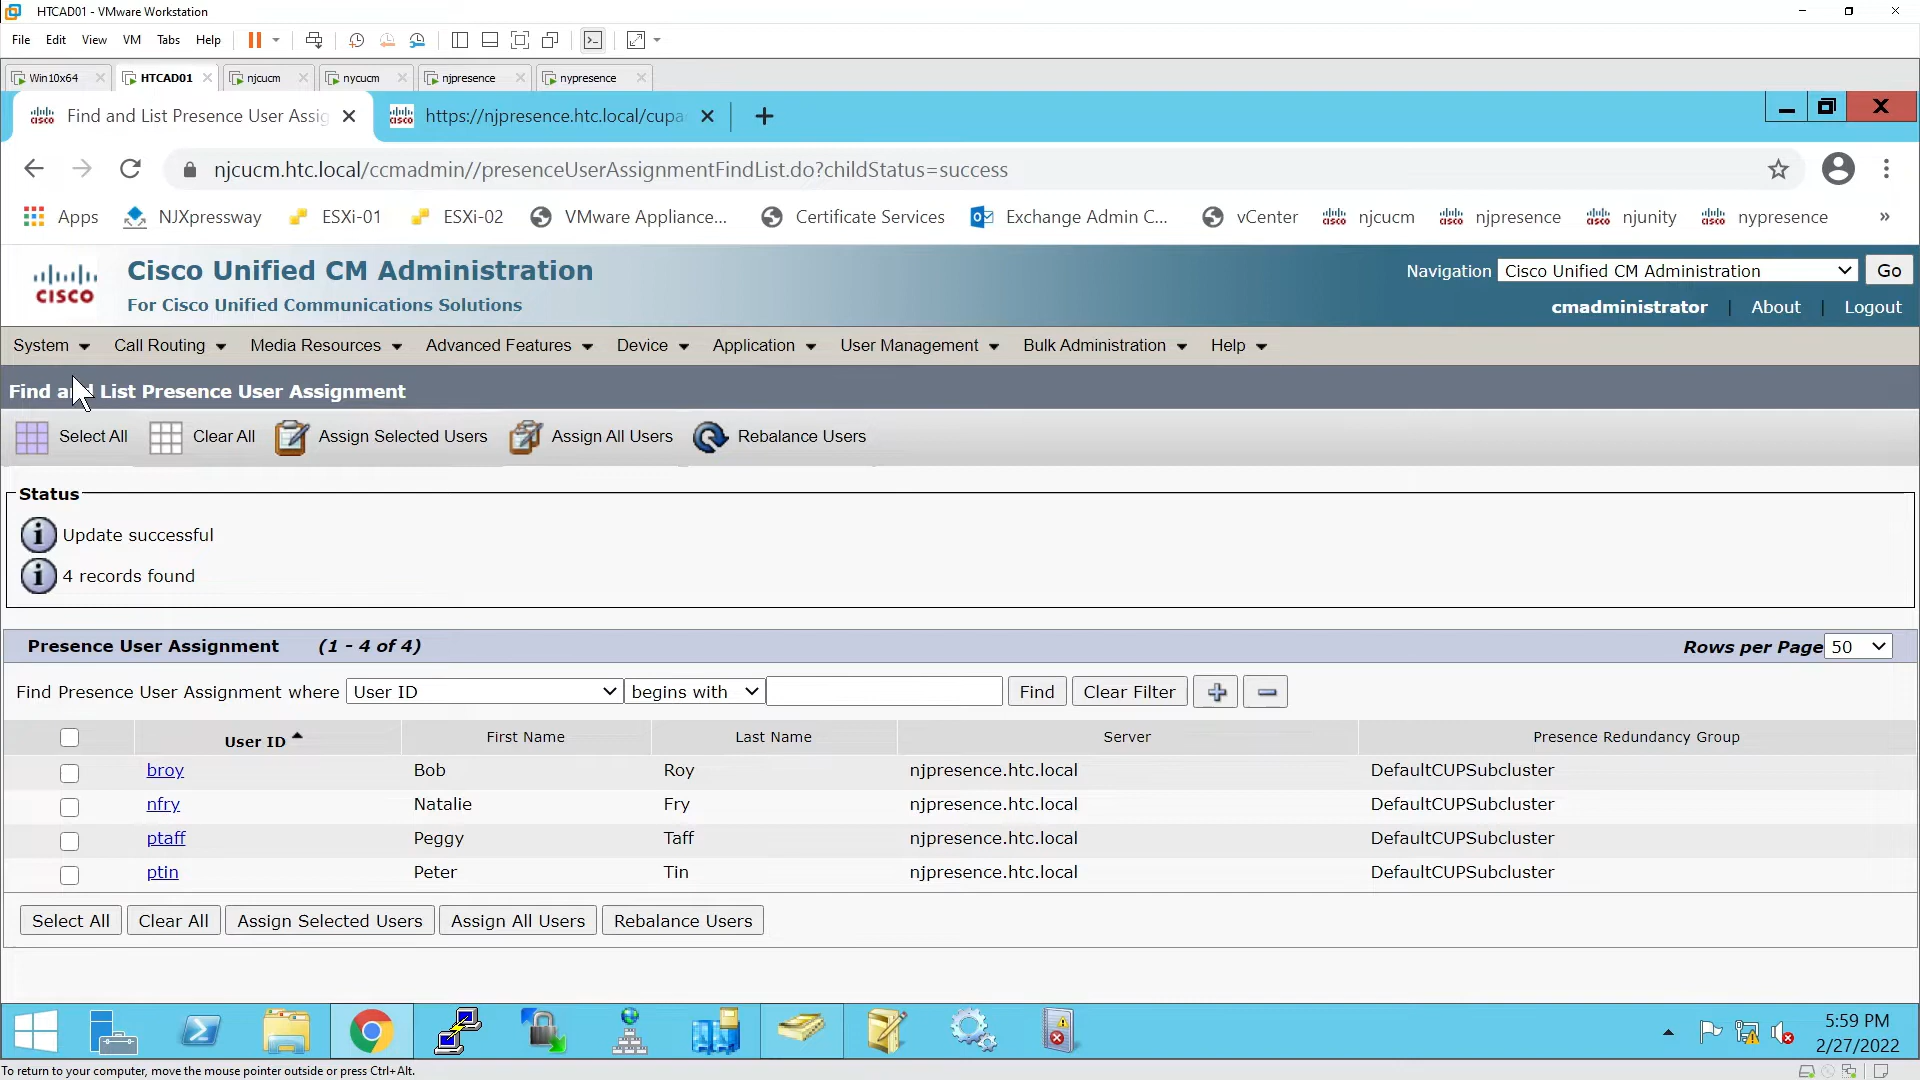 HTCAD01 - VMware Workstation
File Edit View VM Tabs Help
Win10x64 HTCAD01 njcucm nycucm njpresence nypresence
Find and List Presence User Assig https://njpresence.htc.local/cupa
njcucm.htc.local/ccmadmin//presenceUserAssignmentFindList.do?childStatus=success
Apps NJXpressway ESXi-01 ESXi-02 VMware Appliance... Certificate Services Exchange Admin C... vCenter njcucm njpresence njunity nypresence »
CISCO Cisco Unified CM Administration
For Cisco Unified Communications Solutions
Navigation Cisco Unified CM Administration Go
cmadministrator | About | Logout
System Call Routing Media Resources Advanced Features Device Application User Management Bulk Administration Help
Find and List Presence User Assignment
Select All Clear All Assign Selected Users Assign All Users Rebalance Users
Status
Update successful
4 records found
Presence User Assignment (1 - 4 of 4) Rows per Page 50
Find Presence User Assignment where User ID begins with Find Clear Filter
User ID First Name Last Name Server Presence Redundancy Group
broy Bob Roy njpresence.htc.local DefaultCUPSubcluster
nfry Natalie Fry njpresence.htc.local DefaultCUPSubcluster
ptaff Peggy Taff njpresence.htc.local DefaultCUPSubcluster
ptin Peter Tin njpresence.htc.local DefaultCUPSubcluster
Select All Clear All Assign Selected Users Assign All Users Rebalance Users
5:59 PM
2/27/2022
To return to your computer, move the mouse pointer outside or press Ctrl+Alt.